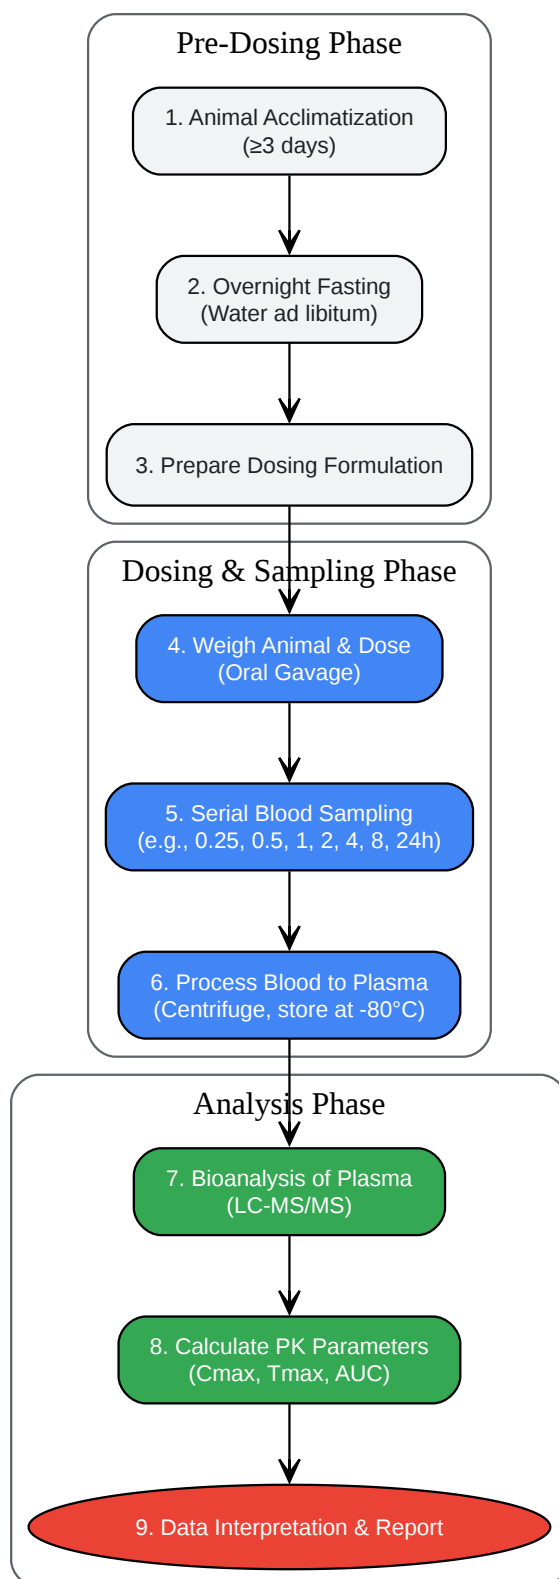 Pre-Dosing Phase
1. Animal Acclimatization
(≥3 days)
2. Overnight Fasting
(Water ad libitum)
3. Prepare Dosing Formulation
Dosing & Sampling Phase
4. Weigh Animal & Dose
(Oral Gavage)
5. Serial Blood Sampling
(e.g., 0.25, 0.5, 1, 2, 4, 8, 24h)
6. Process Blood to Plasma
(Centrifuge, store at -80°C)
Analysis Phase
7. Bioanalysis of Plasma
(LC-MS/MS)
8. Calculate PK Parameters
(Cmax, Tmax, AUC)
9. Data Interpretation & Report